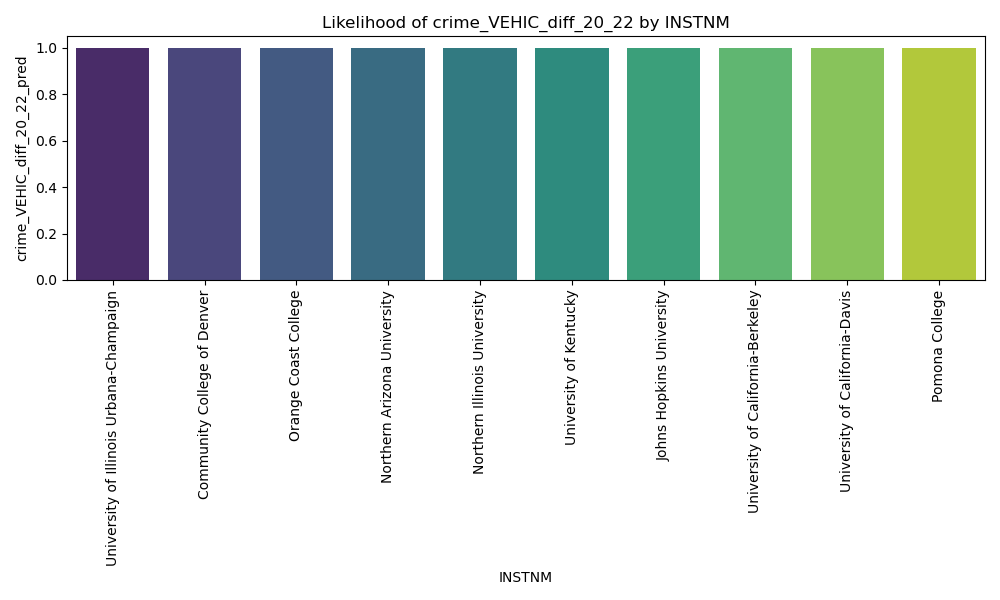 Likelihood of crime_VEHIC_diff_20_22 by INSTNM
crime_VEHIC_diff_20_22_pred
1.0
0.8
0.6
0.4
0.2
0.0
University of Illinois Urbana-Champaign
Community College of Denver
Orange Coast College
Northern Arizona University
Northern Illinois University
University of Kentucky
Johns Hopkins University
University of California-Berkeley
University of California-Davis
Pomona College
INSTNM